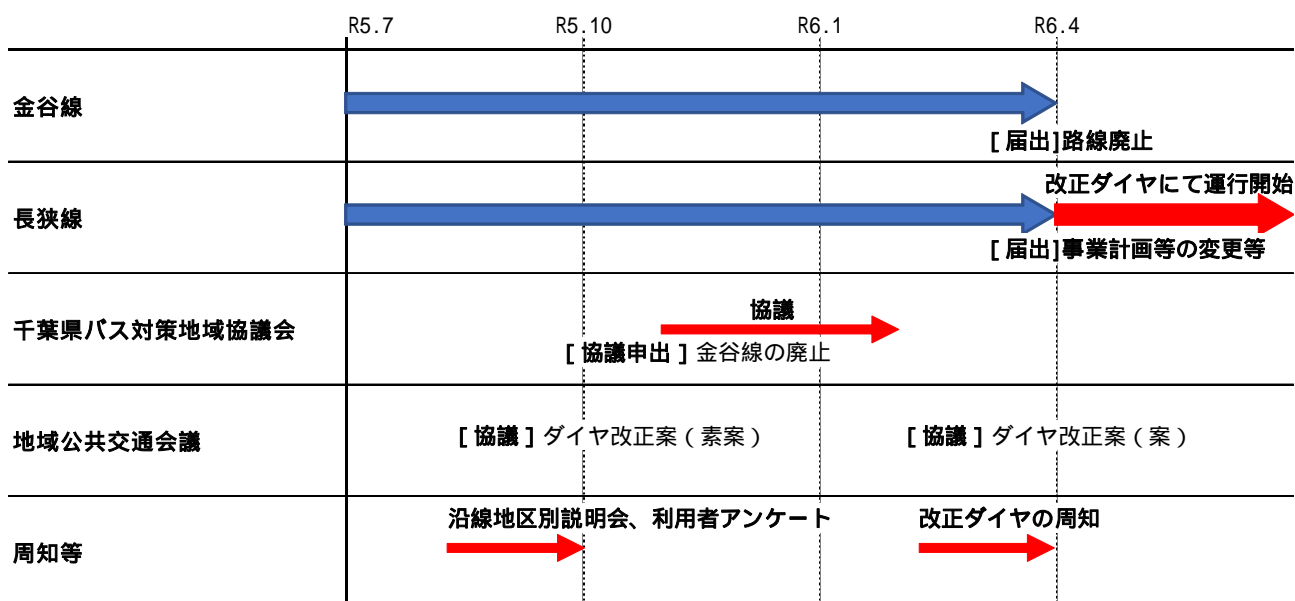 R5.7 R5.10 R6.1 R6.4
金谷線
[届出]路線廃止
改正ダイヤにて運行開始
長狭線
[届出]事業計画等の変更等
協議
千葉県バス対策地域協議会
[協議申出]金谷線の廃止
地域公共交通会議 [協議]ダイヤ改正案(素案) [協議]ダイヤ改正案(案)
沿線地区別説明会、利用者アンケート 改正ダイヤの周知
周知等